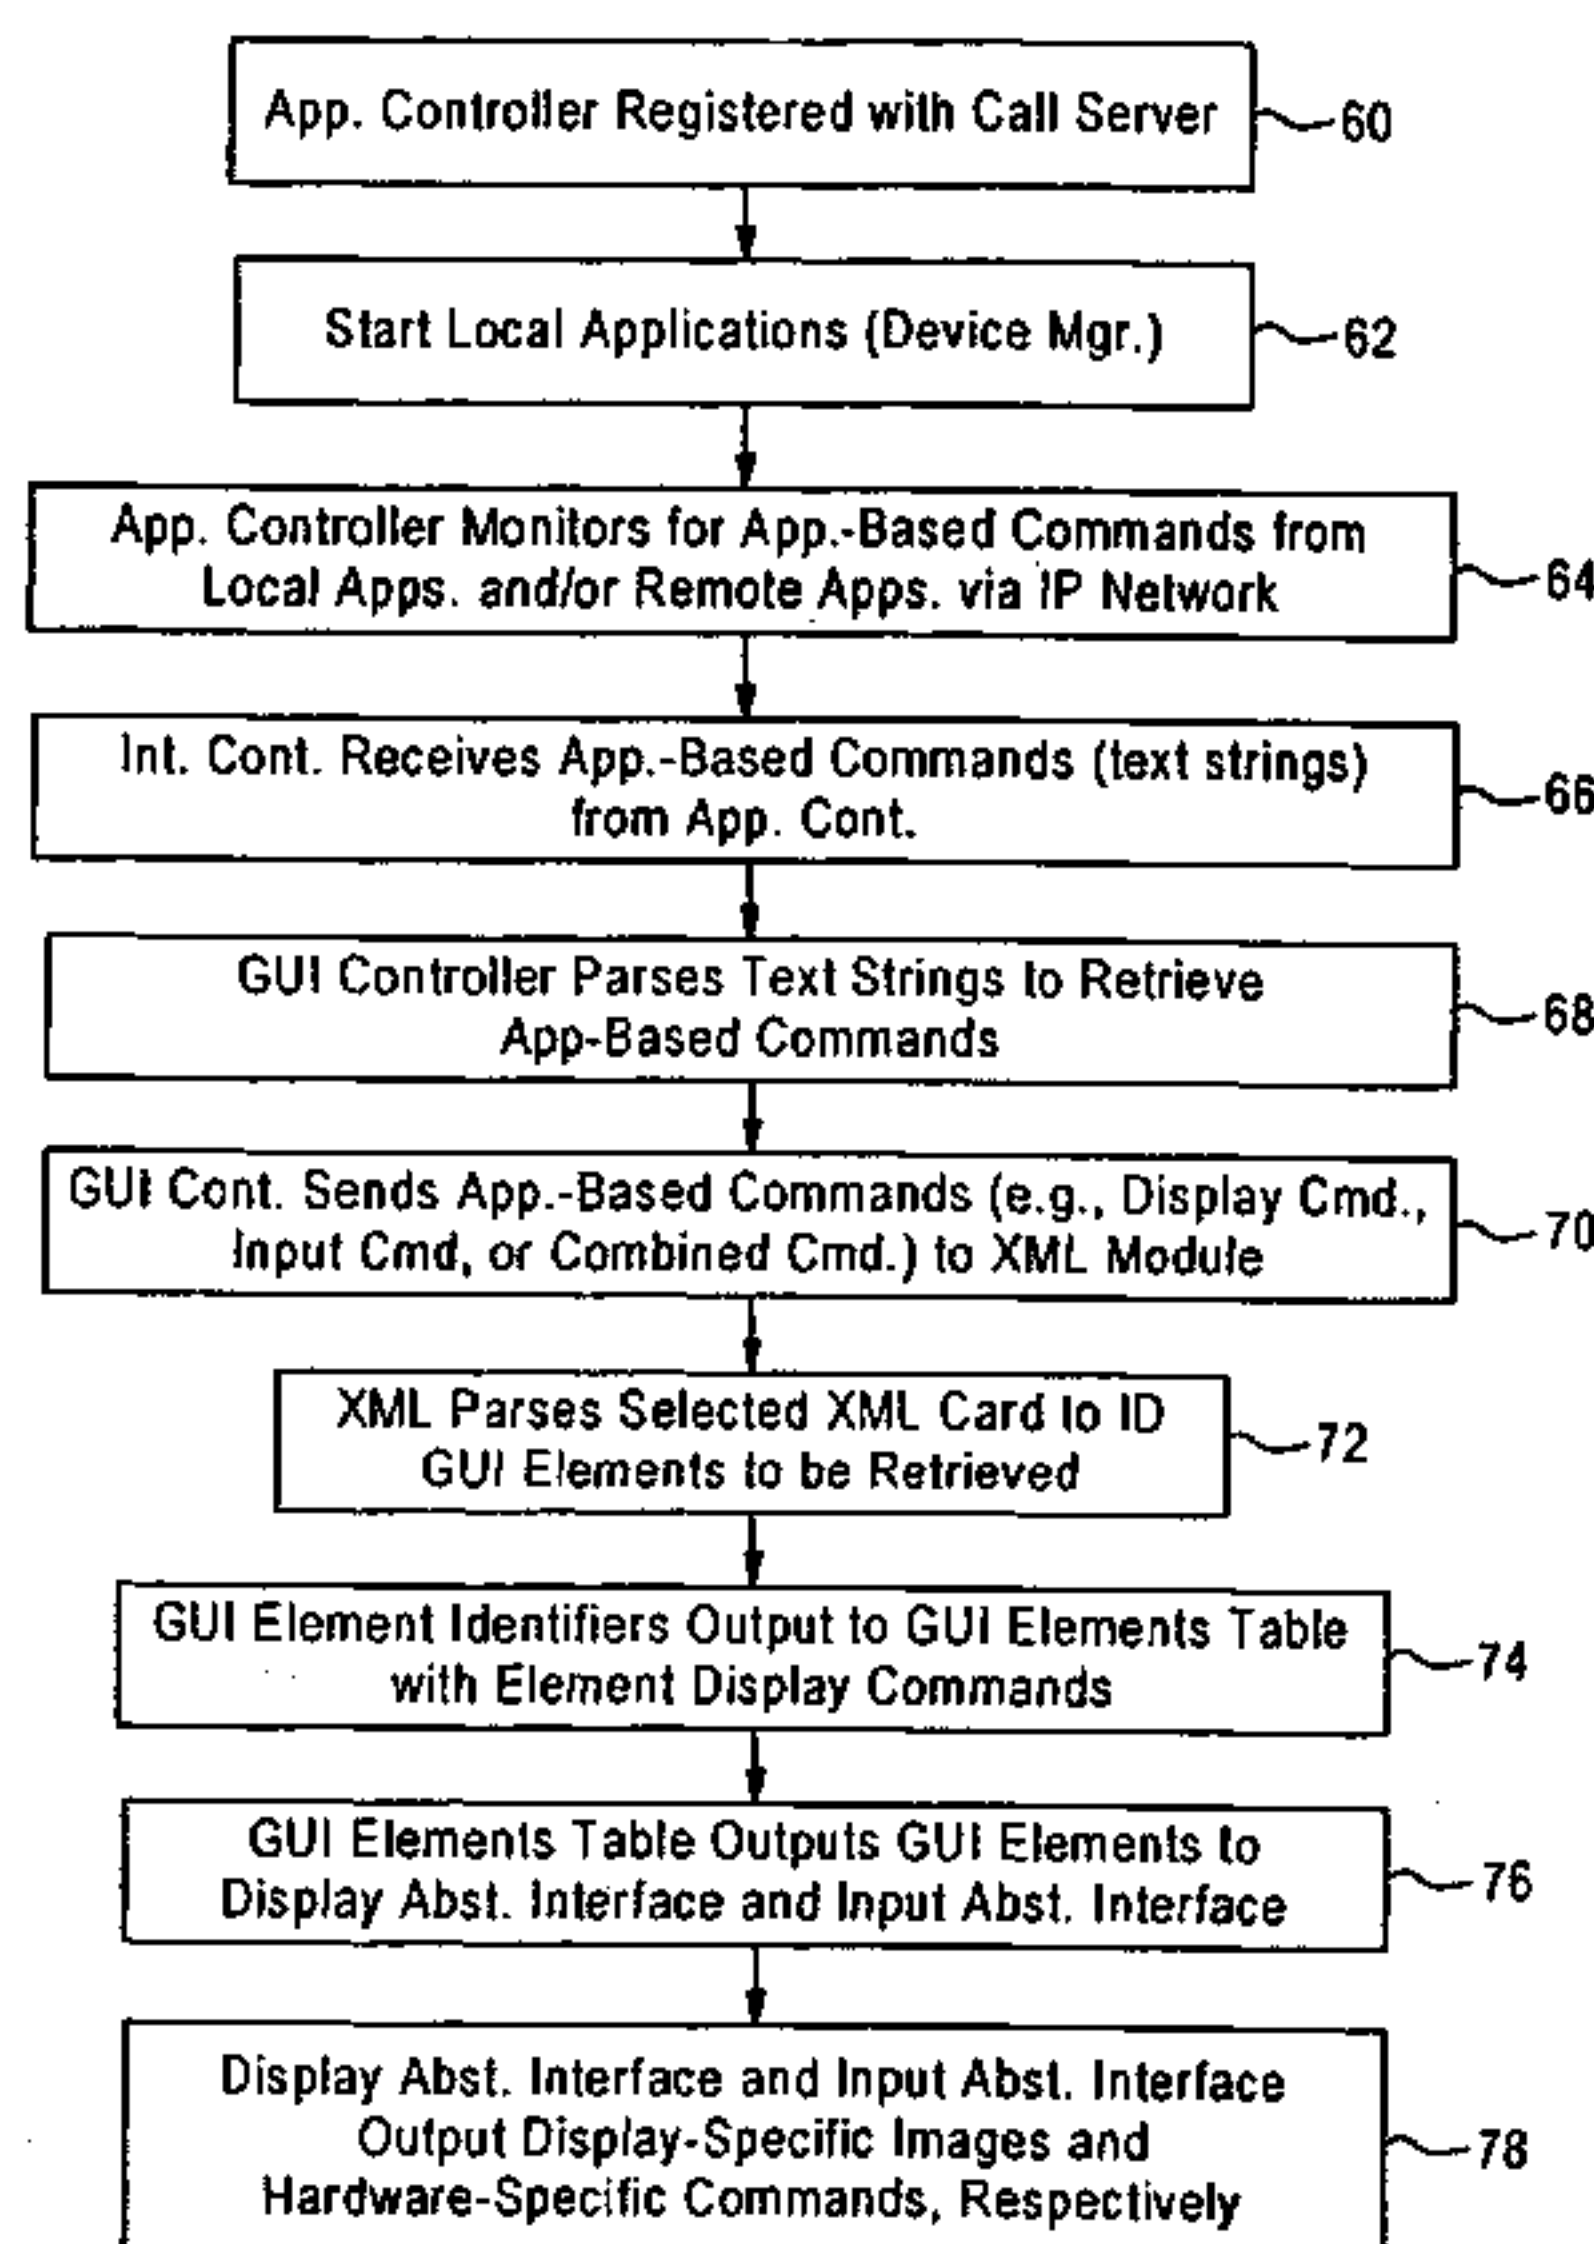 App. Controller Registered with Call Server
60
Start Local Applications (Device Mgr.)
62
App. Controller Monitors for App.-Based Commands from
Local Apps. and/or Remote Apps. via IP Network
64
Int. Cont. Receives App.-Based Commands (text strings)
from App. Cont.
66
GUI Controller Parses Text Strings to Retrieve
App-Based Commands
68
GUI Cont. Sends App.-Based Commands (e.g., Display Cmd.,
Input Cmd, or Combined Cmd.) to XML Module
70
XML Parses Selected XML Card to ID
GUI Elements to be Retrieved
72
GUI Element Identifiers Output to GUI Elements Table
with Element Display Commands
74
GUI Elements Table Outputs GUI Elements to
Display Abst. Interface and Input Abst. Interface
76
Display Abst. Interface and Input Abst. Interface
Output Display-Specific Images and
Hardware-Specific Commands, Respectively
78